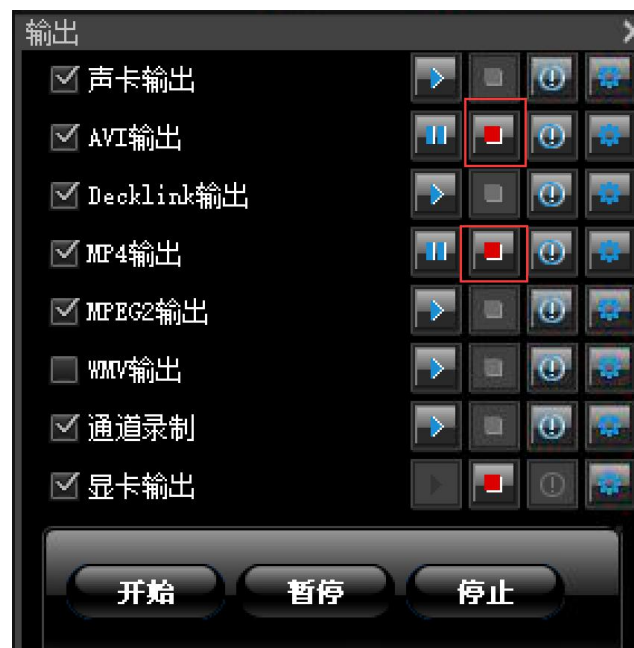 输出
声卡输出
AVI输出
Decklink输出
MP4输出
MPEG2输出
WMV输出
通道录制
显卡输出
开始 暂停 停止